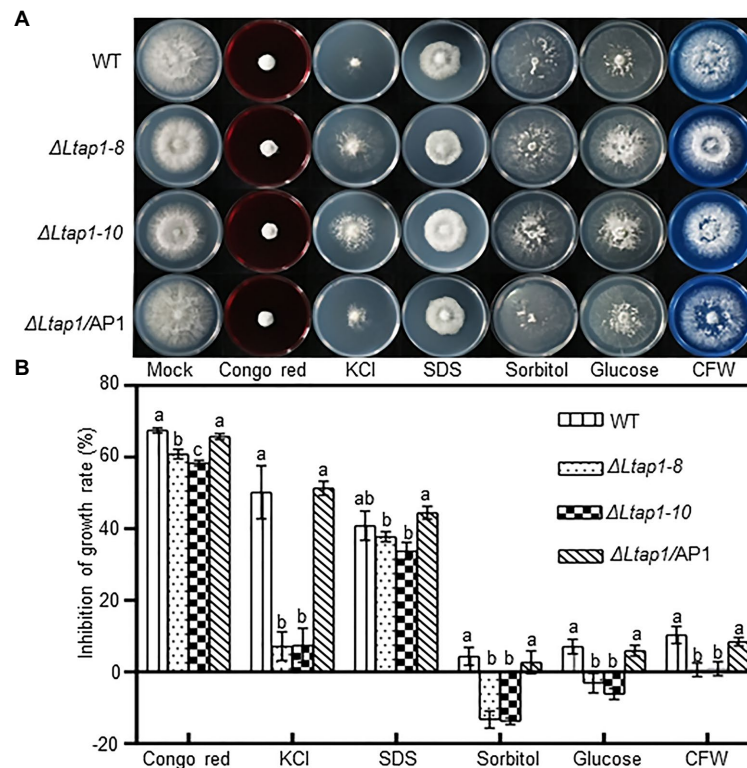 A
WT
ΔLtap1-8
ΔLtap1-10
ΔLtap1/AP1
Mock Congo red KCl SDS Sorbitol Glucose CFW
B
Inhibition of growth rate (%)
80
60
40
20
0
-20
a b c a
a b b a
ab b b a
a b b a
a b b a
a b b a
WT
ΔLtap1-8
ΔLtap1-10
ΔLtap1/AP1
Congo red KCl SDS Sorbitol Glucose CFW